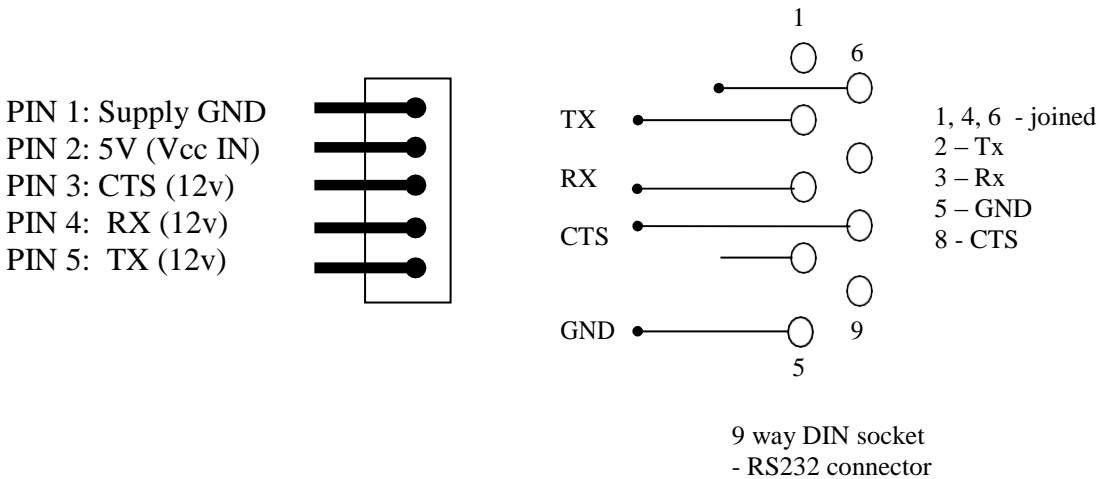 PIN 1: Supply GND
PIN 2: 5V (Vcc IN)
PIN 3: CTS (12v)
PIN 4: RX (12v)
PIN 5: TX (12v)
1
6
TX
RX
CTS
GND
9
5
1, 4, 6 - joined
2 – Tx
3 – Rx
5 – GND
8 - CTS
9 way DIN socket
- RS232 connector